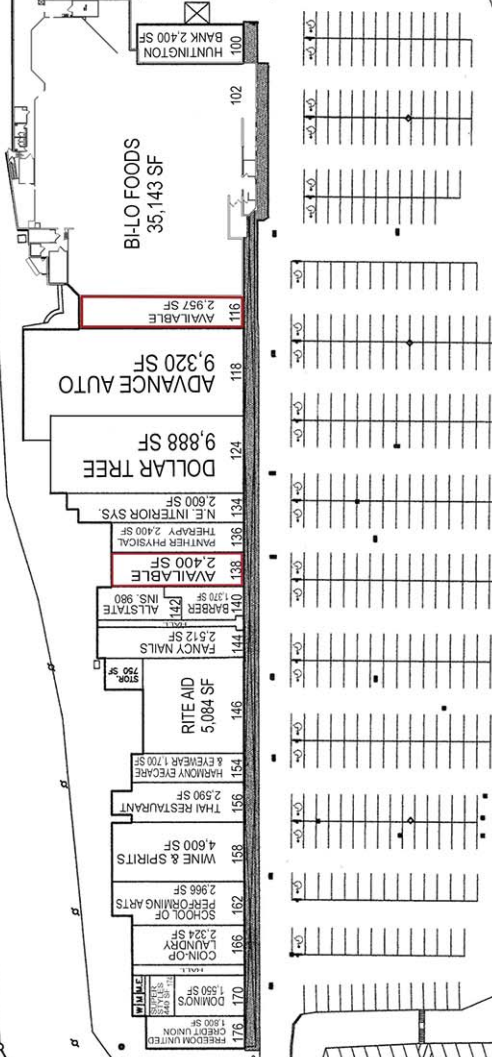 HUNTINGTON
BANK 2,400 SF
100
102
BI-LO FOODS
35,143 SF
AVAILABLE
2,957 SF
116
ADVANCE AUTO
9,320 SF
118
DOLLAR TREE
9,888 SF
124
N.E. INTERIOR SYS.
2,600 SF
134
PANTHER PHYSICAL
THERAPY 2,400 SF
136
AVAILABLE
2,400 SF
138
BARBER
1,370 SF
140
ALLSTATE
INS. 980
142
HALL
FANCY NAILS
2,512 SF
144
STOR.
750 SF
RITE AID
5,084 SF
146
HARMONY EYECARE
& EYEWEAR 1,700 SF
154
THAI RESTAURANT
2,590 SF
156
WINE & SPIRITS
4,600 SF
158
SCHOOL OF
PERFORMING ARTS
2,966 SF
162
COIN-OP
LAUNDRY
2,324 SF
166
HALL
DOMINO'S
1,550 SF
170
SUPER
STYLES
FREEDOM UNITED
CREDIT UNION
1,600 SF
176